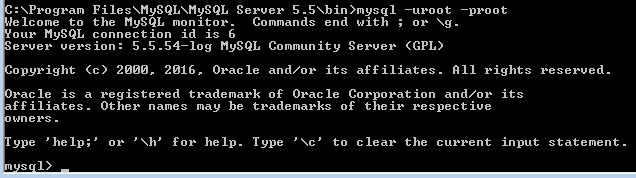 C:\Program Files\MySQL\MySQL Server 5.5\bin>mysql -uroot -proot
Welcome to the MySQL monitor.  Commands end with ; or \g.
Your MySQL connection id is 6
Server version: 5.5.54-log MySQL Community Server (GPL)
Copyright (c) 2000, 2016, Oracle and/or its affiliates. All rights reserved.
Oracle is a registered trademark of Oracle Corporation and/or its
affiliates. Other names may be trademarks of their respective
owners.
Type 'help;' or '\h' for help. Type '\c' to clear the current input statement.
mysql> _